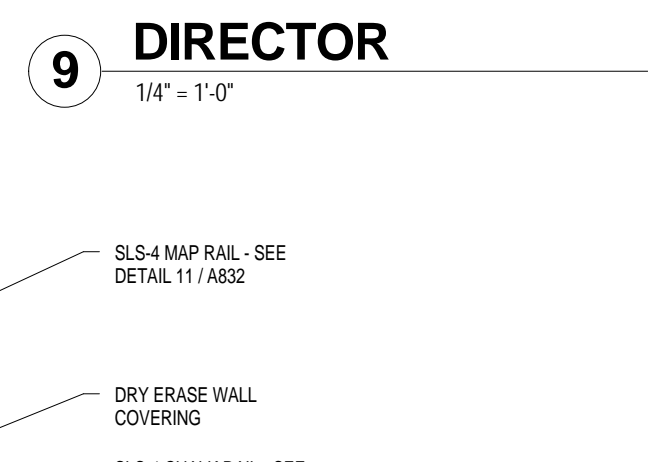 9 DIRECTOR
1/4" = 1'-0"
SLS-4 MAP RAIL - SEE
DETAIL 11 / A832
DRY ERASE WALL
COVERING